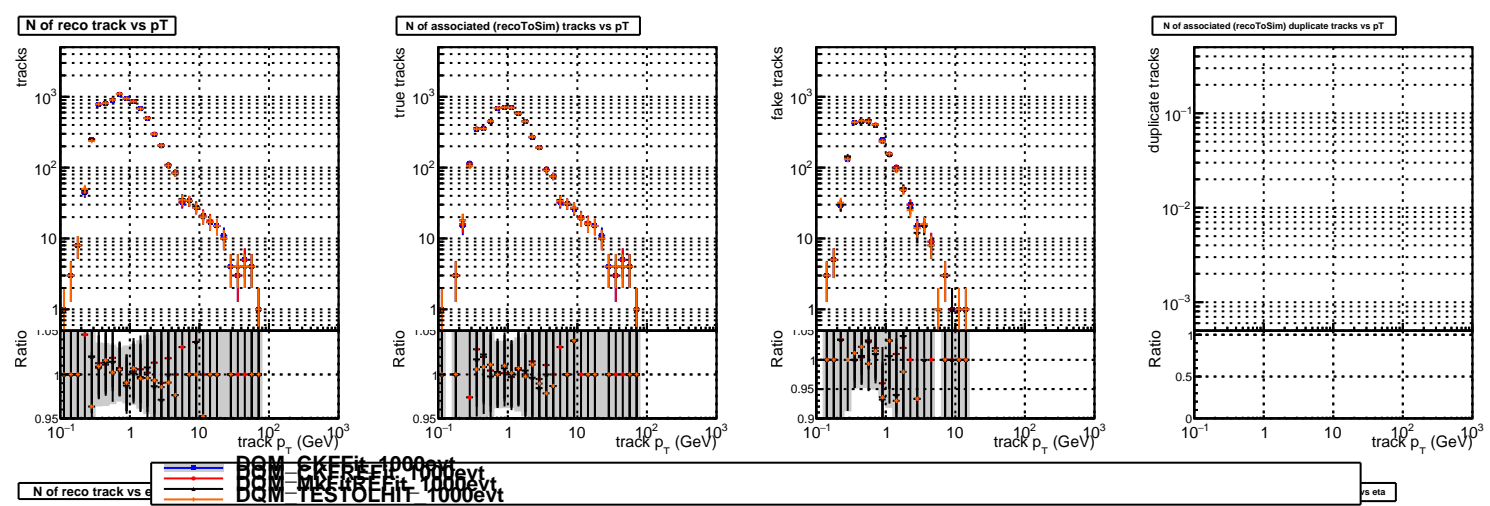 N of reco track vs pT
N of associated (recoToSim) tracks vs pT
N of associated (recoToSim) duplicate tracks vs pT
tracks
10³
10²
10
1
Ratio
1.05
1
0.95
10⁻¹ 1 10 10² 10³
track p_T (GeV)
true tracks
10³
10²
10
1
Ratio
1.05
1
0.95
10⁻¹ 1 10 10² 10³
track p_T (GeV)
fake tracks
10³
10²
10
1
Ratio
1
0.95
0.9
10⁻¹ 1 10 10² 10³
track p_T (GeV)
duplicate tracks
10⁻¹
10⁻²
10⁻³
Ratio
1
0.5
0
10⁻¹ 1 10 10² 10³
track p_T (GeV)
DQM_CKFFit_1000evt
DQM_CKFREFit_1000evt
DQM_MKFitREFit_1000evt
DQM_TESTOLHIT_1000evt
N of reco track vs e
vs eta